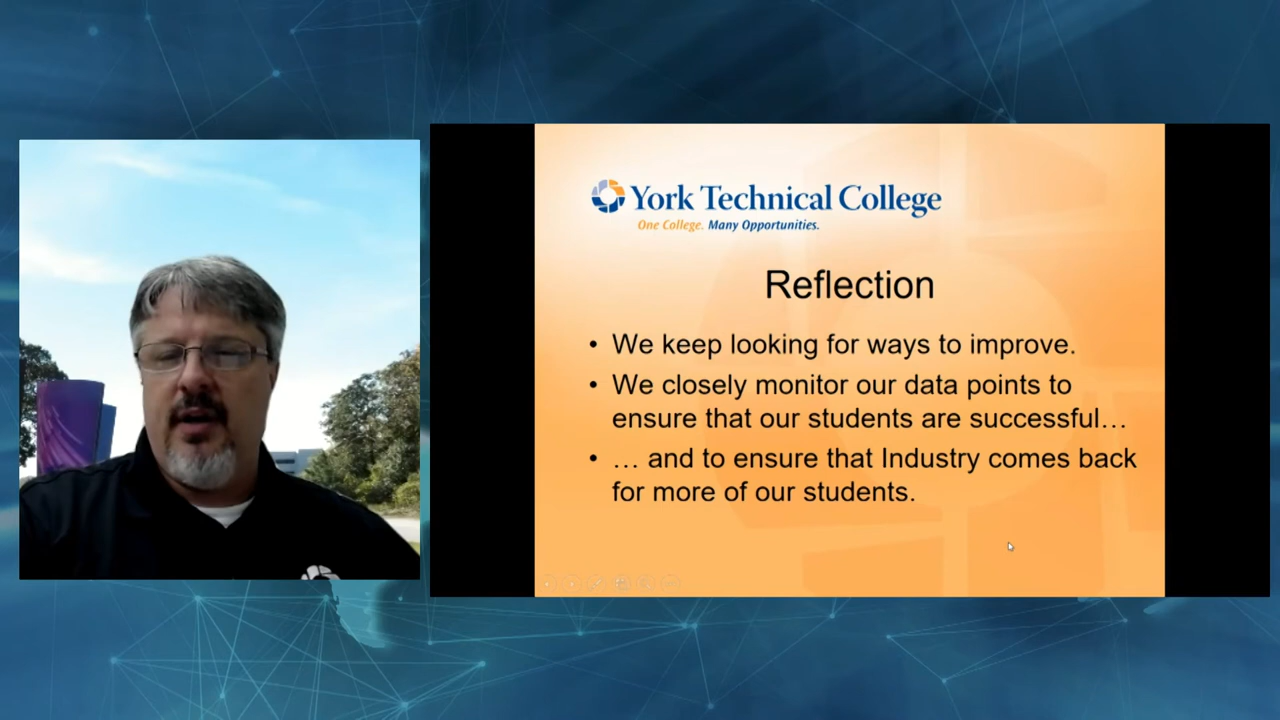 York Technical College
One College. Many Opportunities.
Reflection
• We keep looking for ways to improve.
• We closely monitor our data points to
ensure that our students are successful…
• … and to ensure that Industry comes back
for more of our students.